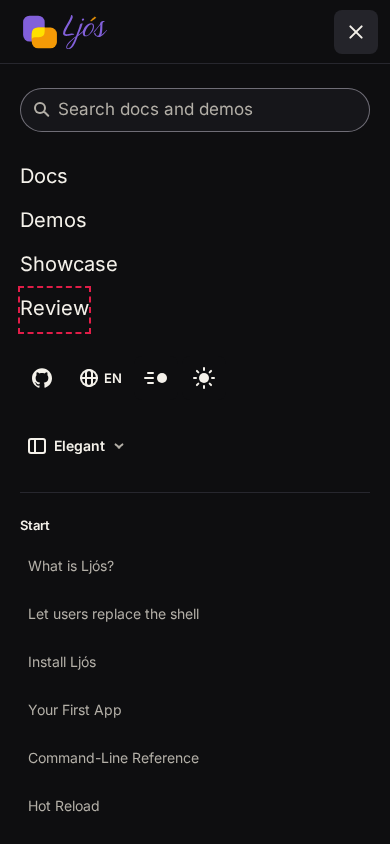 Ljós
Search docs and demos
Docs
Demos
Showcase
Review
EN
Elegant
Start
What is Ljós?
Let users replace the shell
Install Ljós
Your First App
Command-Line Reference
Hot Reload